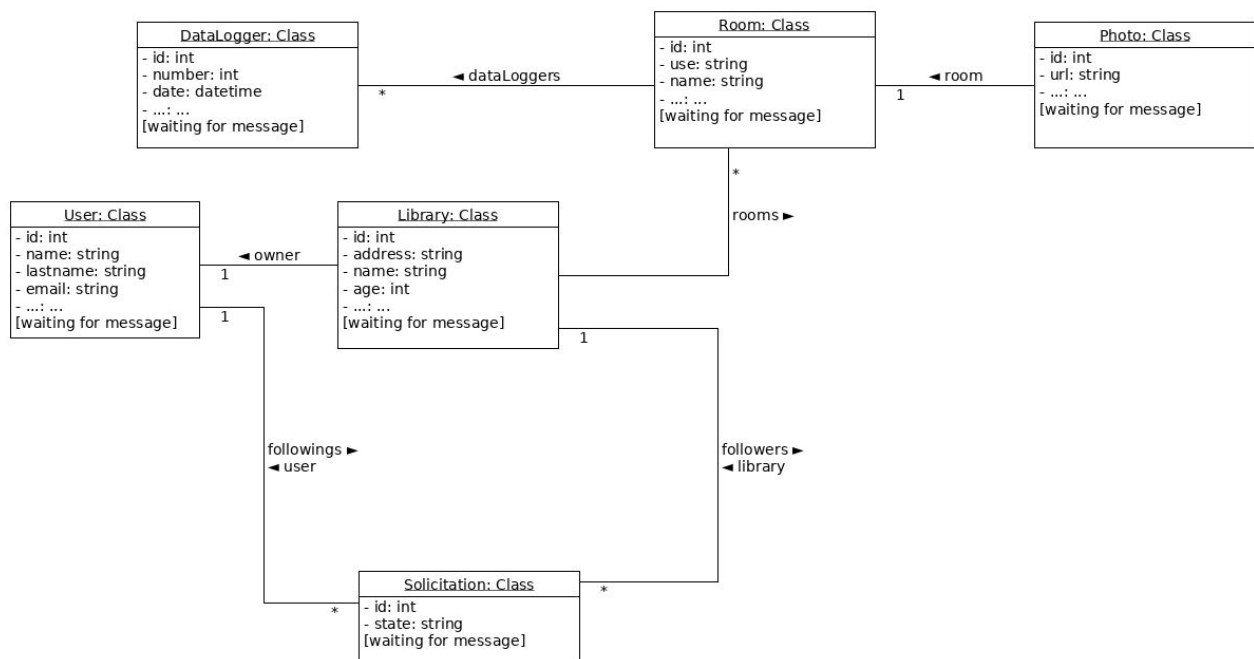 DataLogger: Class
- id: int
- number: int
- date: datetime
- ...: ...
[waiting for message]
◄ dataLoggers
*
Room: Class
- id: int
- use: string
- name: string
- ...: ...
[waiting for message]
◄ room
1
Photo: Class
- id: int
- url: string
- ...: ...
[waiting for message]
*
rooms ►
User: Class
- id: int
- name: string
- lastname: string
- email: string
- ...: ...
[waiting for message]
◄ owner
1
1
Library: Class
- id: int
- address: string
- name: string
- age: int
- ...: ...
[waiting for message]
1
followings ►
◄ user
followers ►
◄ library
Solicitation: Class
- id: int
- state: string
[waiting for message]
*
*